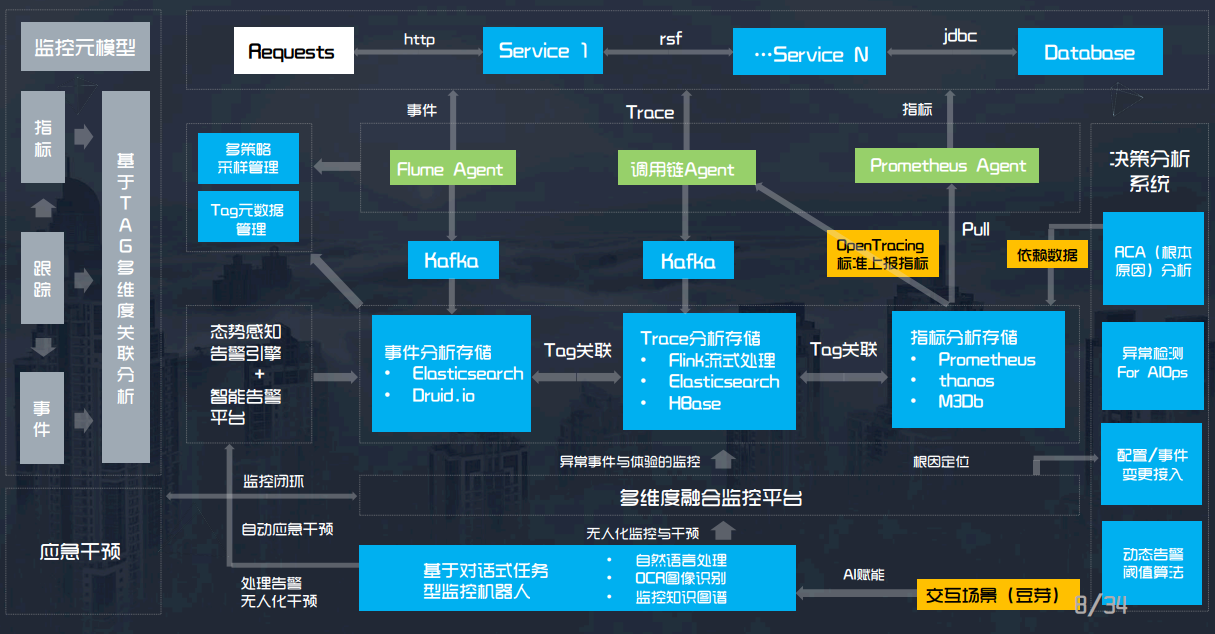 监控元模型
指
标
跟
踪
事
件
基
于
T
A
G
多
维
度
关
联
分
析
应急干预
Requests
http
Service 1
rsf
…Service N
jdbc
Database
事件
Trace
指标
多策略
采样管理
Tag元数据
管理
Flume Agent
调用链Agent
Prometheus Agent
Kafka
Kafka
OpenTracing
标准上报指标
Pull
依赖数据
态势感知
告警引擎
+
智能告警
平台
事件分析存储
• Elasticsearch
• Druid.io
Tag关联
Trace分析存储
• Flink流式处理
• Elasticsearch
• HBase
Tag关联
指标分析存储
• Prometheus
• thanos
• M3Db
异常事件与体验的监控
根因定位
监控闭环
多维度融合监控平台
自动应急干预
无人化监控与干预
处理告警
无人化干预
基于对话式任务
型监控机器人
• 自然语言处理
• OCR图像识别
• 监控知识图谱
AI赋能
交互场景（豆芽）
决策分析
系统
RCA（根本
原因）分析
异常检测
For AIOps
配置/事件
变更接入
动态告警
阈值算法
8/34